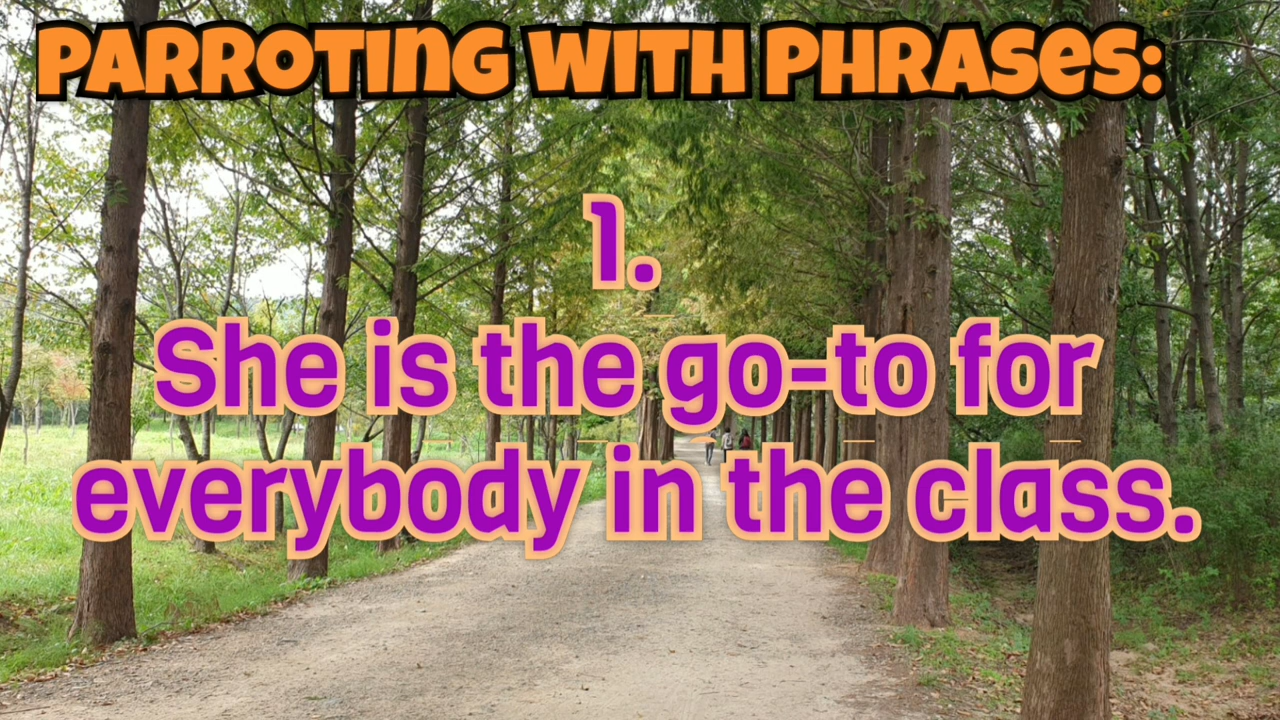 PARROTING WITH PHRASES:
1.
She is the go-to for
everybody in the class.